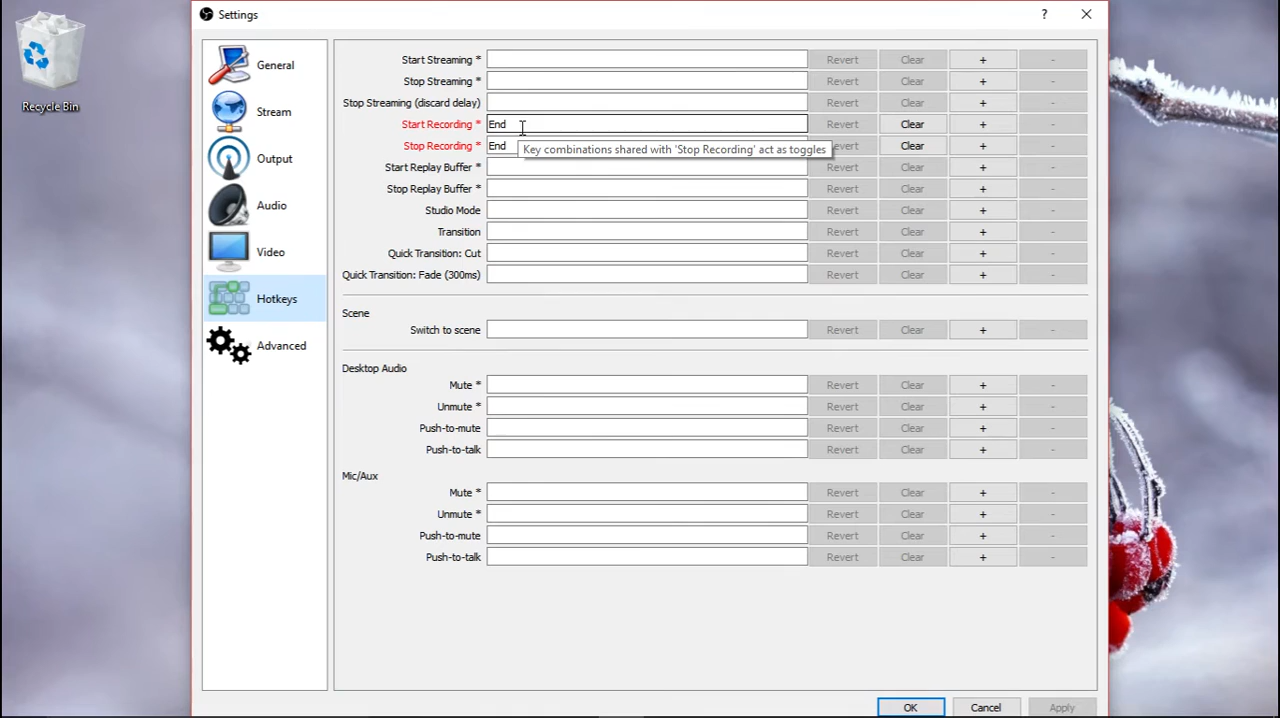 Settings
?
Recycle Bin
General
Stream
Output
Audio
Video
Hotkeys
Advanced
Start Streaming * Revert Clear + -
Stop Streaming * Revert Clear + -
Stop Streaming (discard delay) Revert Clear + -
Start Recording * End Revert Clear + -
Stop Recording * End Clear + -
Key combinations shared with 'Stop Recording' act as toggles
Start Replay Buffer * Revert Clear + -
Stop Replay Buffer * Revert Clear + -
Studio Mode Revert Clear + -
Transition Revert Clear + -
Quick Transition: Cut Revert Clear + -
Quick Transition: Fade (300ms) Revert Clear + -
Scene
Switch to scene Revert Clear + -
Desktop Audio
Mute * Revert Clear + -
Unmute * Revert Clear + -
Push-to-mute Revert Clear + -
Push-to-talk Revert Clear + -
Mic/Aux
Mute * Revert Clear + -
Unmute * Revert Clear + -
Push-to-mute Revert Clear + -
Push-to-talk Revert Clear + -
OK Cancel Apply